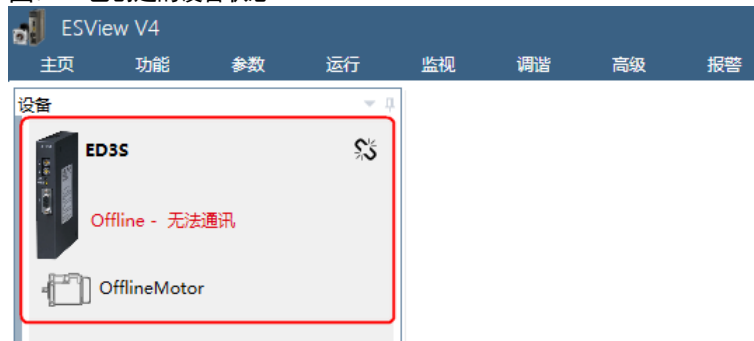 ESView V4
主页 功能 参数 运行 监视 调谐 高级 报警
设备
ED3S
Offline - 无法通讯
OfflineMotor